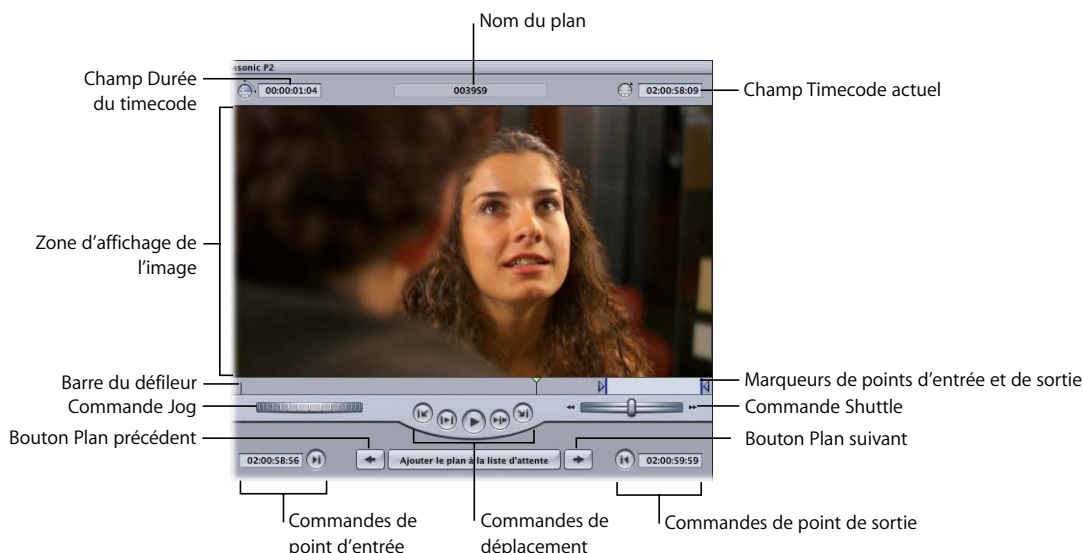 Nom du plan
asonic P2
Champ Durée
du timecode
00:00:01:04
0039S9
02:00:58:09
Champ Timecode actuel
Zone d'affichage de
l'image
Barre du défileur
Marqueurs de points d'entrée et de sortie
Commande Jog
Commande Shuttle
Bouton Plan précédent
Bouton Plan suivant
02:00:58:56
Ajouter le plan à la liste d'attente
02:00:59:59
Commandes de
point d'entrée
Commandes de
déplacement
Commandes de point de sortie